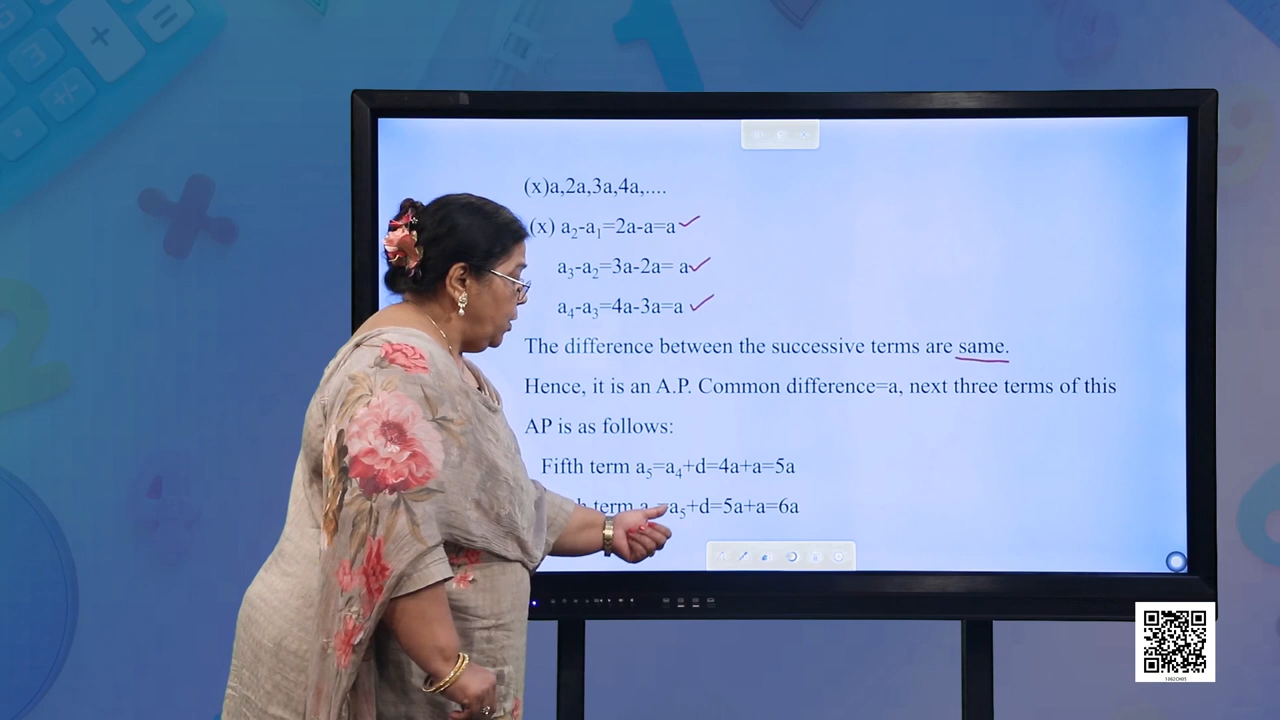 (x)a,2a,3a,4a,....
(x) a₂-a₁=2a-a=a
a₃-a₂=3a-2a= a
a₄-a₃=4a-3a=a
The difference between the successive terms are same.
Hence, it is an A.P. Common difference=a, next three terms of this
AP is as follows:
Fifth term a₅=a₄+d=4a+a=5a
term a =a₅+d=5a+a=6a
1062CH05